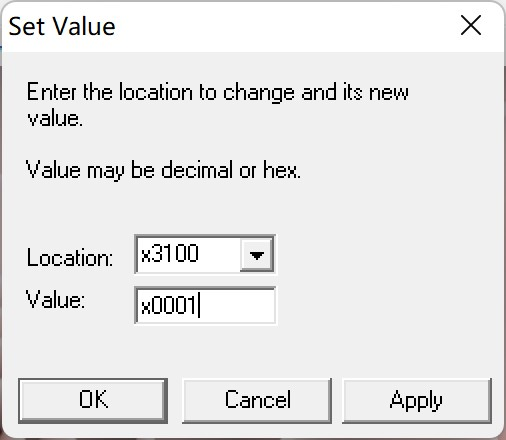 Set Value
Enter the location to change and its new
value.
Value may be decimal or hex.
Location: x3100
Value: x0001
OK Cancel Apply